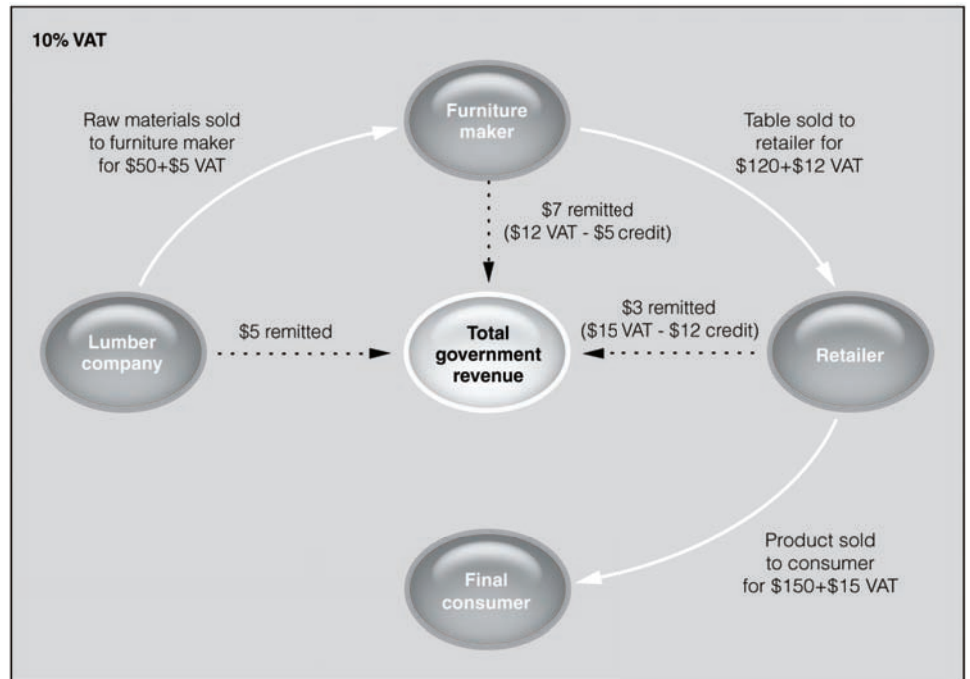 10% VAT
Furniture
maker
Raw materials sold
to furniture maker
for $50+$5 VAT
Table sold to
retailer for
$120+$12 VAT
$7 remitted
($12 VAT - $5 credit)
Lumber
company
$5 remitted
Total
government
revenue
$3 remitted
($15 VAT - $12 credit)
Retailer
Product sold
to consumer
for $150+$15 VAT
Final
consumer